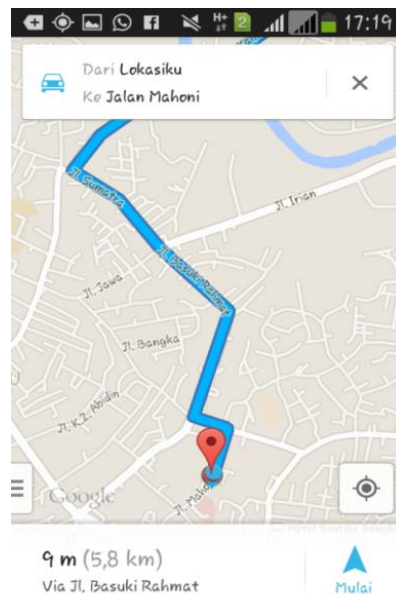 H+
2
17:19
Dari Lokasiku
Ke Jalan Mahoni
Jl. Sumatra
Jl. Irian
Jl. Basuki Rahmat
Jl. Jawa
Jl. Bangka
Jl. K.Z. Abidin
Google
9 m (5,8 km)
Via Jl. Basuki Rahmat
Mulai